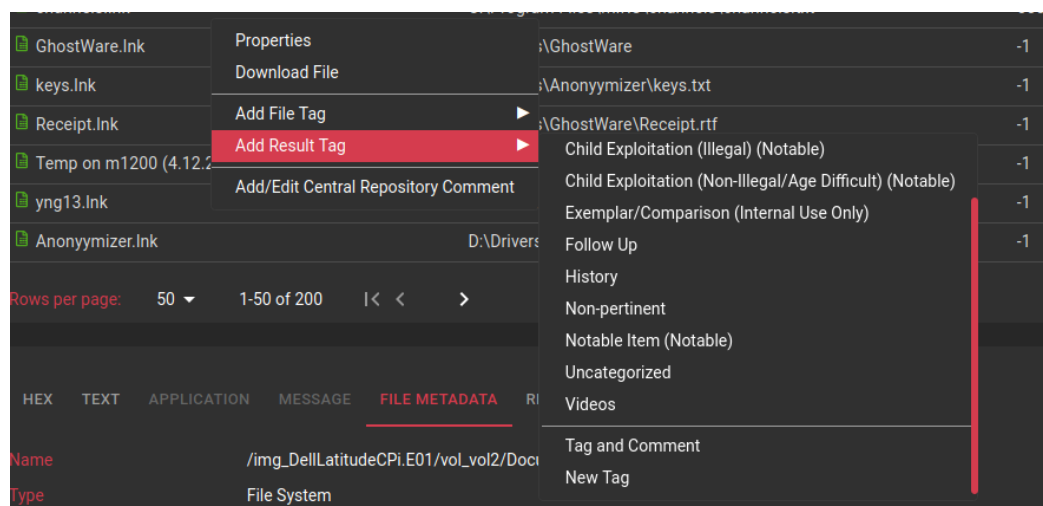 GhostWare.lnk s\GhostWare -1
keys.lnk s\Anonyymizer\keys.txt -1
Receipt.lnk s\GhostWare\Receipt.rtf -1
Temp on m1200 (4.12.2 -1
yng13.lnk -1
Anonyymizer.lnk D:\Drivers -1
Properties
Download File
Add File Tag
Add Result Tag
Add/Edit Central Repository Comment
Child Exploitation (Illegal) (Notable)
Child Exploitation (Non-Illegal/Age Difficult) (Notable)
Exemplar/Comparison (Internal Use Only)
Follow Up
History
Non-pertinent
Notable Item (Notable)
Uncategorized
Videos
Tag and Comment
New Tag
Rows per page: 50 1-50 of 200
HEX TEXT APPLICATION MESSAGE FILE METADATA
Name /img_DellLatitudeCPi.E01/vol_vol2/Docu
Type File System